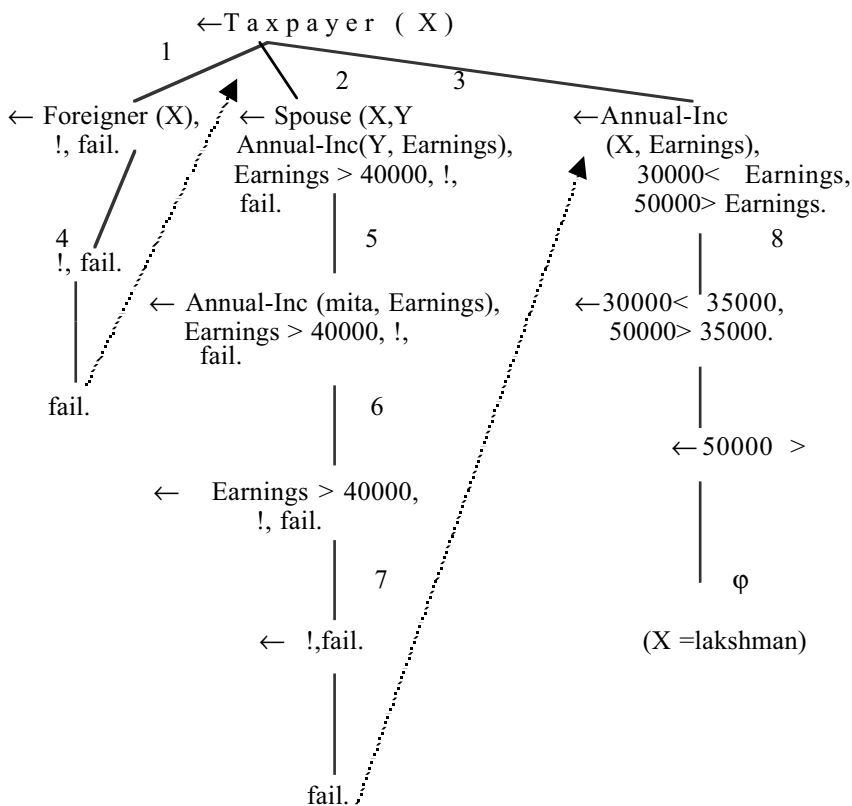 ←T a x p a y e r ( X )
1
2
3
← Foreigner (X),
!, fail.
← Spouse (X,Y
Annual-Inc(Y, Earnings),
Earnings > 40000, !,
fail.
←Annual-Inc
(X, Earnings),
30000< Earnings,
50000> Earnings.
4
!, fail.
5
8
← Annual-Inc (mita, Earnings),
Earnings > 40000, !,
fail.
←30000< 35000,
50000> 35000.
fail.
6
←50000 >
← Earnings > 40000,
!, fail.
7
φ
← !,fail.
(X =lakshman)
fail.